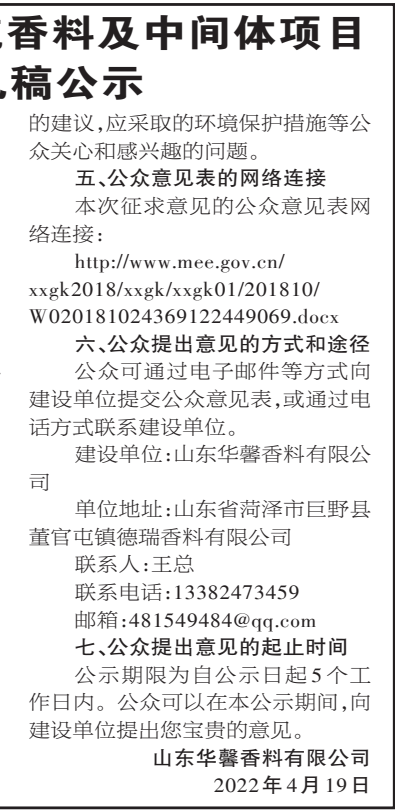 香料及中间体项目
稿公示
的建议,应采取的环境保护措施等公
众关心和感兴趣的问题。
五、公众意见表的网络连接
本次征求意见的公众意见表网
络连接:
http://www.mee.gov.cn/
xxgk2018/xxgk/xxgk01/201810/
W020181024369122449069.docx
六、公众提出意见的方式和途径
公众可通过电子邮件等方式向
建设单位提交公众意见表,或通过电
话方式联系建设单位。
建设单位:山东华馨香料有限公
司
单位地址:山东省菏泽市巨野县
董官屯镇德瑞香料有限公司
联系人:王总
联系电话:13382473459
邮箱:481549484@qq.com
七、公众提出意见的起止时间
公示期限为自公示日起5个工
作日内。公众可以在本公示期间,向
建设单位提出您宝贵的意见。
山东华馨香料有限公司
2022年4月19日